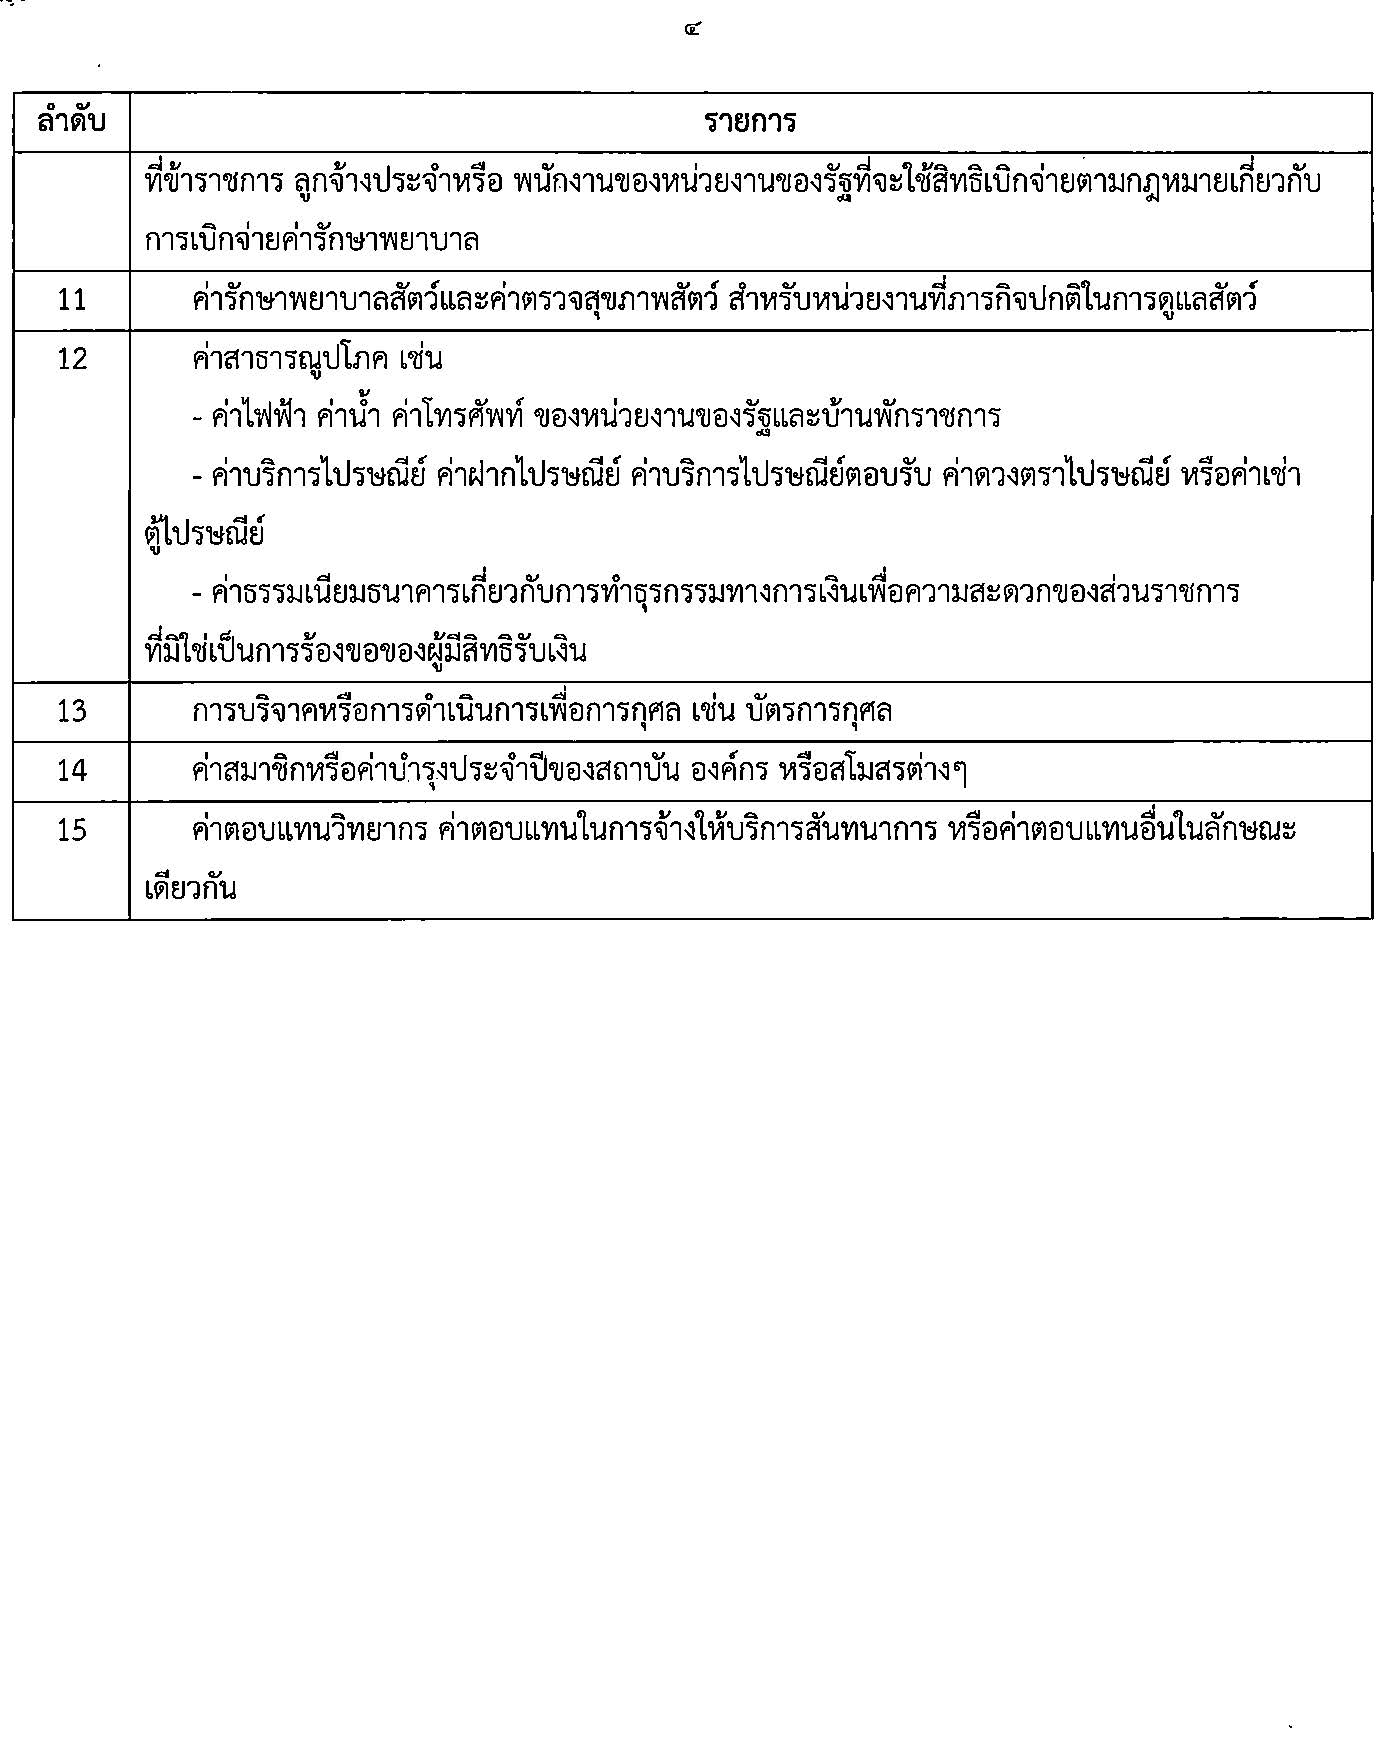 ๔
ลำดับ รายการ
ที่ข้าราชการ ลูกจ้างประจำหรือ พนักงานของหน่วยงานของรัฐที่จะใช้สิทธิเบิกจ่ายตามกฎหมายเกี่ยวกับ
การเบิกจ่ายค่ารักษาพยาบาล
11 ค่ารักษาพยาบาลสัตว์และค่าตรวจสุขภาพสัตว์ สำหรับหน่วยงานที่ภารกิจปกติในการดูแลสัตว์
12 ค่าสาธารณูปโภค เช่น
- ค่าไฟฟ้า ค่าน้ำ ค่าโทรศัพท์ ของหน่วยงานของรัฐและบ้านพักราชการ
- ค่าบริการไปรษณีย์ ค่าฝากไปรษณีย์ ค่าบริการไปรษณีย์ตอบรับ ค่าดวงตราไปรษณีย์ หรือค่าเช่า
ตู้ไปรษณีย์
- ค่าธรรมเนียมธนาคารเกี่ยวกับการทำธุรกรรมทางการเงินเพื่อความสะดวกของส่วนราชการ
ที่มิใช่เป็นการร้องขอของผู้มีสิทธิรับเงิน
13 การบริจาคหรือการดำเนินการเพื่อการกุศล เช่น บัตรการกุศล
14 ค่าสมาชิกหรือค่าบำรุงประจำปีของสถาบัน องค์กร หรือสโมสรต่างๆ
15 ค่าตอบแทนวิทยากร ค่าตอบแทนในการจ้างให้บริการสันทนาการ หรือค่าตอบแทนอื่นในลักษณะ
เดียวกัน